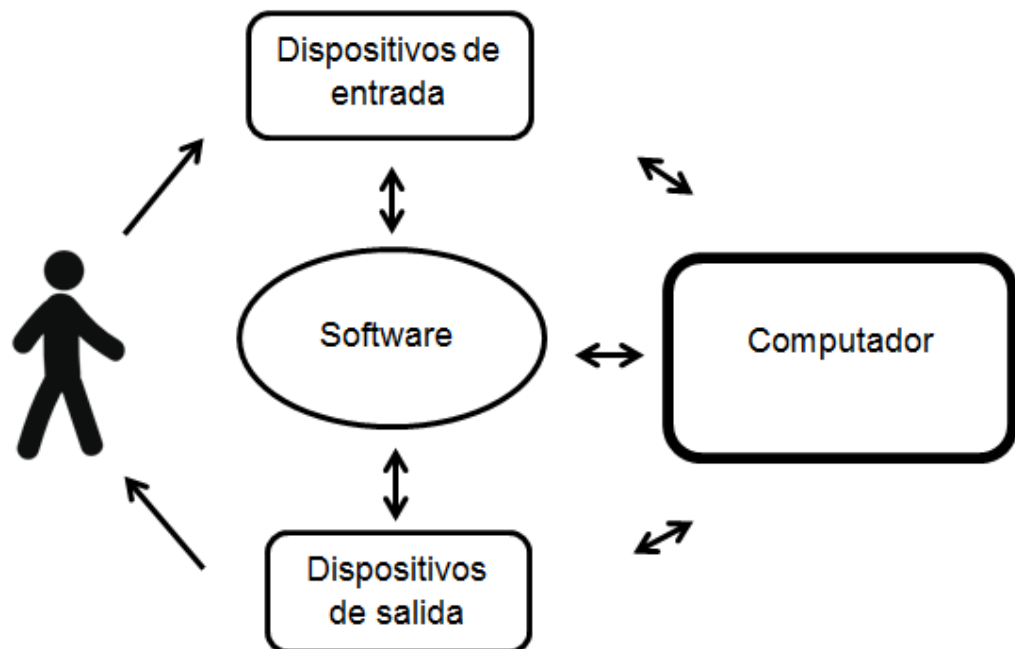 Dispositivos de
entrada
Software
Computador
Dispositivos
de salida